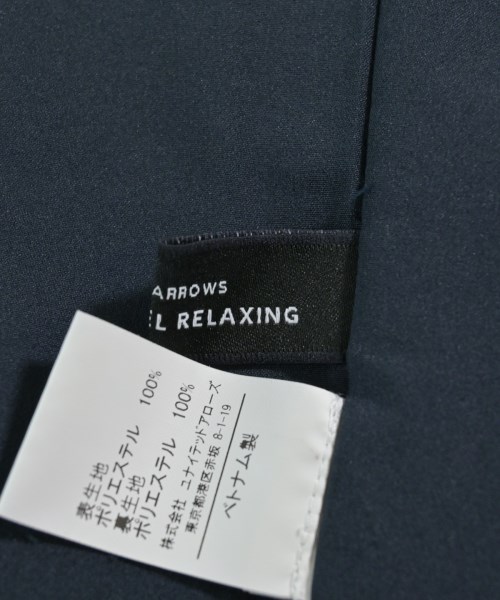 ARROWS
EL RELAXING
表生地
ポリエステル 100%
裏生地
ポリエステル 100%
株式会社 ユナイテッドアローズ
東京都港区赤坂 8-1-19
ベトナム製